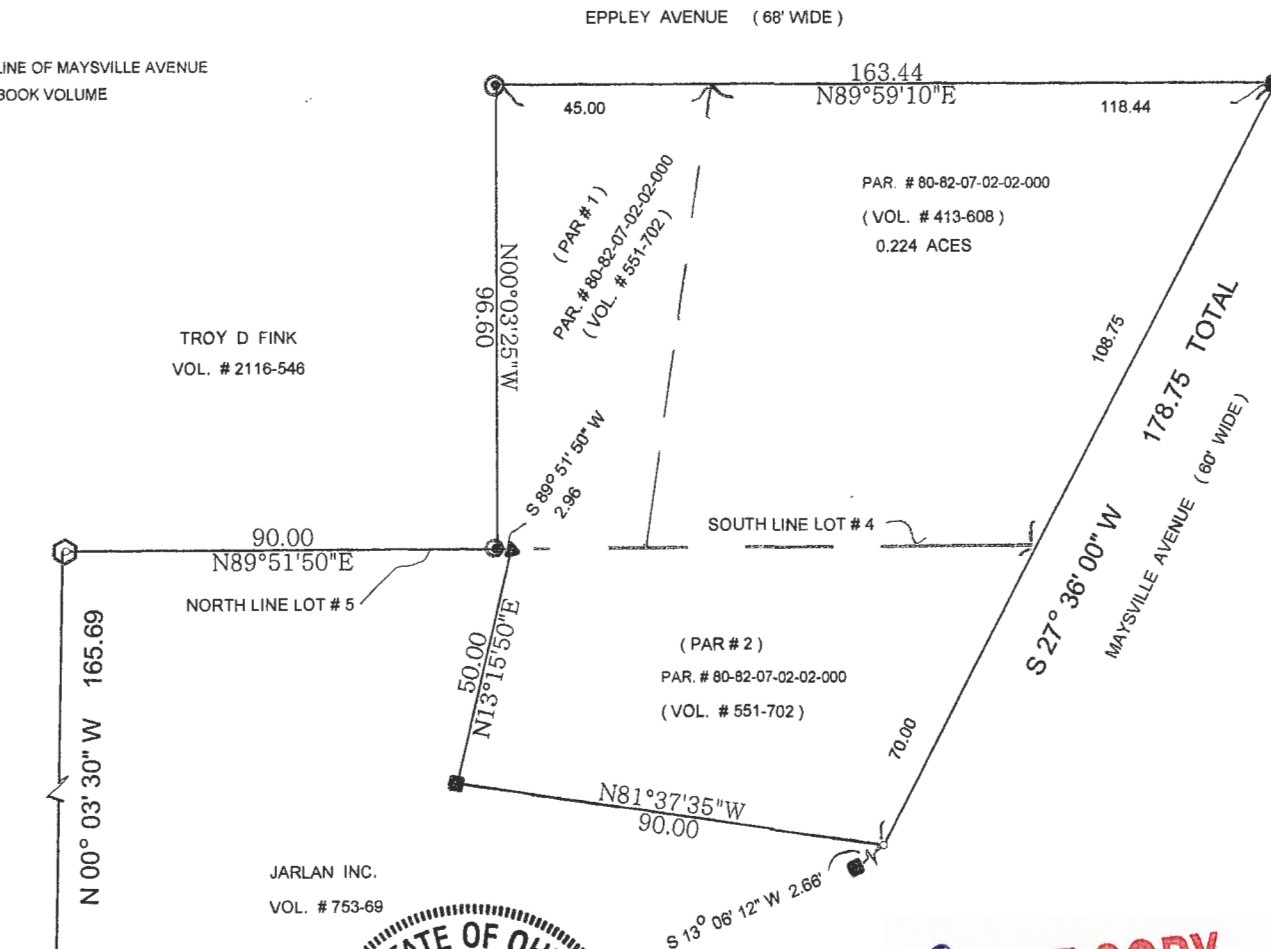 EPPLEY AVENUE ( 68' WIDE )
LINE OF MAYSVILLE AVENUE
BOOK VOLUME
163.44
N89°59'10"E
45.00
118.44
PAR. # 80-82-07-02-02-000
( VOL. # 413-608 )
0.224 ACES
( PAR # 1 )
PAR. # 80-82-07-02-02-000
( VOL. # 551-702 )
N00°03'25"W
96.60
TROY D FINK
VOL. # 2116-546
108.75
178.75 TOTAL
S 27° 36' 00" W
MAYSVILLE AVENUE ( 60' WIDE )
S 89° 51' 50" W
2.96
SOUTH LINE LOT # 4
90.00
N89°51'50"E
NORTH LINE LOT # 5
N 00° 03' 30" W 165.69
50.00
N13°15'50"E
( PAR # 2 )
PAR. # 80-82-07-02-02-000
( VOL. # 551-702 )
70.00
N81°37'35"W
90.00
JARLAN INC.
VOL. # 753-69
S 13° 06' 12" W 2.66'
OF
COPY